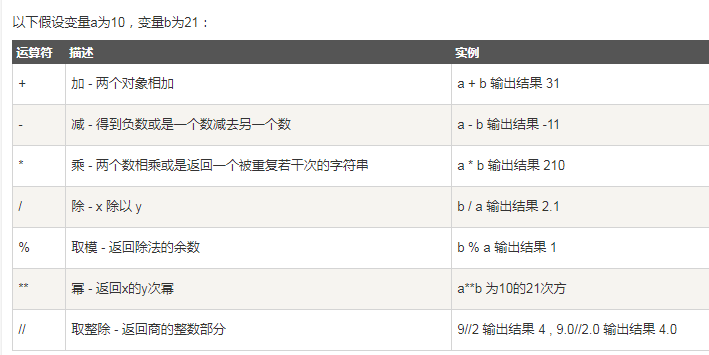 以下假设变量a为10，变量b为21：
运算符 描述 实例
+ 加 - 两个对象相加 a + b 输出结果 31
- 减 - 得到负数或是一个数减去另一个数 a - b 输出结果 -11
* 乘 - 两个数相乘或是返回一个被重复若干次的字符串 a * b 输出结果 210
/ 除 - x 除以 y b / a 输出结果 2.1
% 取模 - 返回除法的余数 b % a 输出结果 1
** 幂 - 返回x的y次幂 a**b 为10的21次方
// 取整除 - 返回商的整数部分 9//2 输出结果 4 , 9.0//2.0 输出结果 4.0